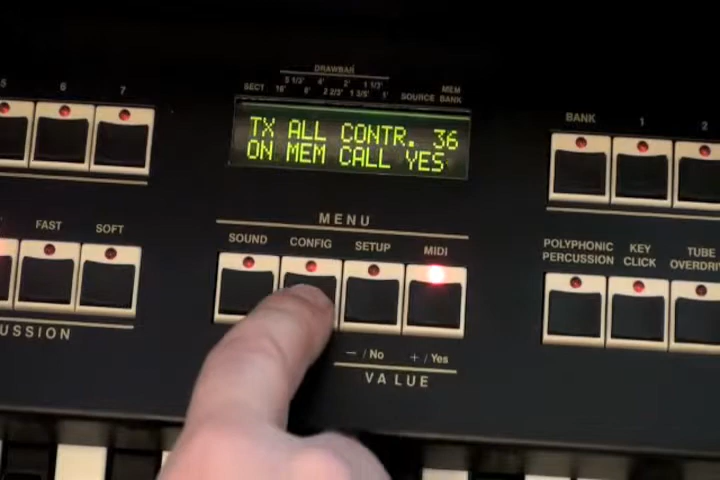 DRAWBAR
5 1/3' 4' 2' 1 1/3'
SECT 16' 8' 2 2/3' 1 3/5' 1' SOURCE MEM BANK
TX ALL CONTR. 36
ON MEM CALL YES
5 6 7
BANK 1 2
MENU
SOUND CONFIG SETUP MIDI
FAST SOFT
POLYPHONIC PERCUSSION
KEY CLICK
TUBE OVERDRI
USSION
– / No + / Yes
VALUE